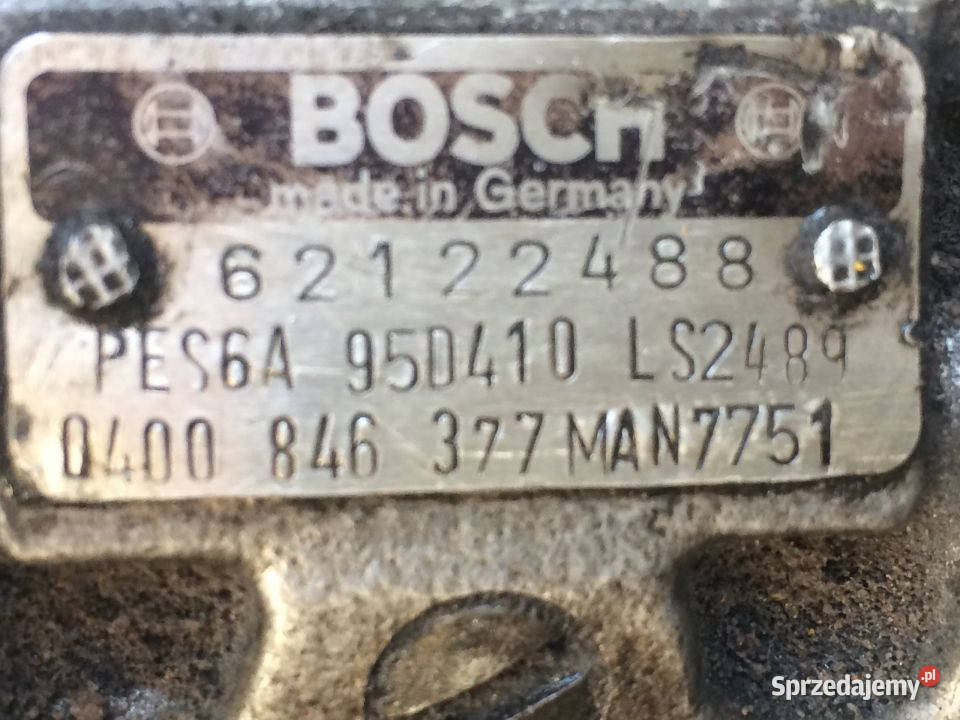 BOSCH
made in Germany
62122488
PES6A 95D410 LS2489
0400 846 377 MAN7751
Sprzedajemy.pl